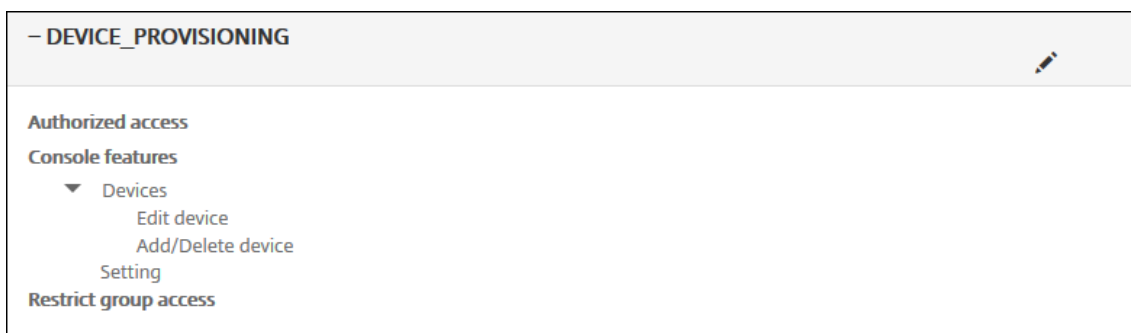 – DEVICE_PROVISIONING
Authorized access
Console features
Devices
Edit device
Add/Delete device
Setting
Restrict group access